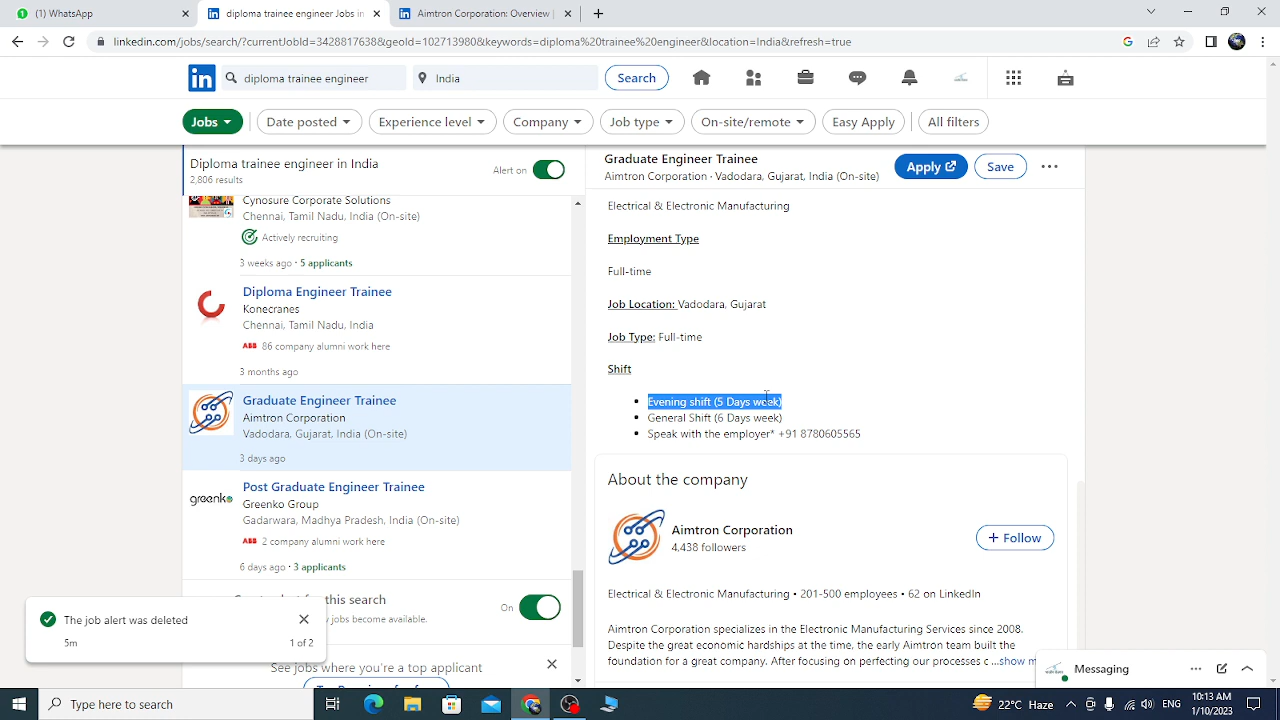 (1) WhatsApp
diploma trainee engineer Jobs in
Aimtron Corporation: Overview |
linkedin.com/jobs/search/?currentJobId=3428817638&geoId=102713980&keywords=diploma%20trainee%20engineer&location=India&refresh=true
in
diploma trainee engineer
India
Search
Jobs
Date posted
Experience level
Company
Job type
On-site/remote
Easy Apply
All filters
Diploma trainee engineer in India
2,806 results
Alert on
Cynosure Corporate Solutions
Chennai, Tamil Nadu, India (On-site)
Actively recruiting
3 weeks ago · 5 applicants
Diploma Engineer Trainee
Konecranes
Chennai, Tamil Nadu, India
ABB 86 company alumni work here
3 months ago
Graduate Engineer Trainee
Aimtron Corporation
Vadodara, Gujarat, India (On-site)
3 days ago
greenko
Post Graduate Engineer Trainee
Greenko Group
Gadarwara, Madhya Pradesh, India (On-site)
ABB 2 company alumni work here
6 days ago · 3 applicants
for this search
On
jobs become available.
See jobs where you're a top applicant
The job alert was deleted
5m
1 of 2
Graduate Engineer Trainee
Aimtron Corporation · Vadodara, Gujarat, India (On-site)
Apply
Save
Electrical & Electronic Manufacturing
Employment Type
Full-time
Job Location: Vadodara, Gujarat
Job Type: Full-time
Shift
• Evening shift (5 Days week)
• General Shift (6 Days week)
• Speak with the employer* +91 8780605565
About the company
Aimtron Corporation
4,438 followers
+ Follow
Electrical & Electronic Manufacturing • 201-500 employees • 62 on LinkedIn
Aimtron Corporation specializes in the Electronic Manufacturing Services since 2008.
Despite the great economic hardships at the time, the early Aimtron team built the
foundation for a great company. After focusing on perfecting our processes c ...show m
Messaging
Type here to search
22°C Haze
ENG
10:13 AM
1/10/2023